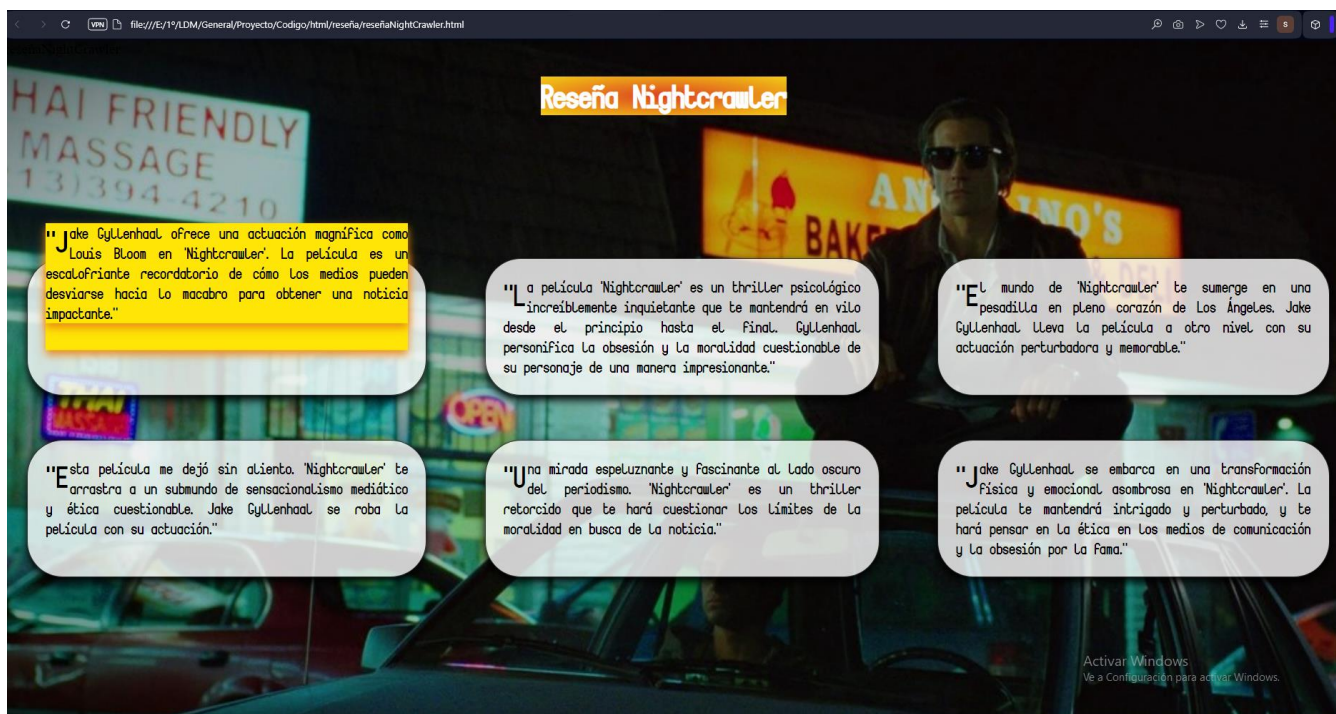 VPN file:///E:/1º/LDM/General/Proyecto/Codigo/html/reseña/reseñaNightCrawler.html
S
Reseña Nightcrawler
HAI FRIENDLY
MASSAGE
13)394-4210
"Jake Gyllenhaal ofrece una actuación magnífica como
Louis Bloom en 'Nightcrawler'. La película es un
escalofriante recordatorio de cómo los medios pueden
desviarse hacia lo macabro para obtener una noticia
impactante."
"La película 'Nightcrawler' es un thriller psicológico
increíblemente inquietante que te mantendrá en vilo
desde el principio hasta el final. Gyllenhaal
personifica la obsesión y la moralidad cuestionable de
su personaje de una manera impresionante."
"El mundo de 'Nightcrawler' te sumerge en una
pesadilla en pleno corazón de Los Ángeles. Jake
Gyllenhaal lleva la película a otro nivel con su
actuación perturbadora y memorable."
THAI
MASSAGE
OPEN
"Esta película me dejó sin aliento. 'Nightcrawler' te
arrastra a un submundo de sensacionalismo mediático
y ética cuestionable. Jake Gyllenhaal se roba la
película con su actuación."
"Una mirada espeluznante y fascinante al lado oscuro
del periodismo. 'Nightcrawler' es un thriller
retorcido que te hará cuestionar los límites de la
moralidad en busca de la noticia."
"Jake Gyllenhaal se embarca en una transformación
física y emocional asombrosa en 'Nightcrawler'. La
película te mantendrá intrigado y perturbado, y te
hará pensar en la ética en los medios de comunicación
y la obsesión por la fama."
Activar Windows
Ve a Configuración para activar Windows.